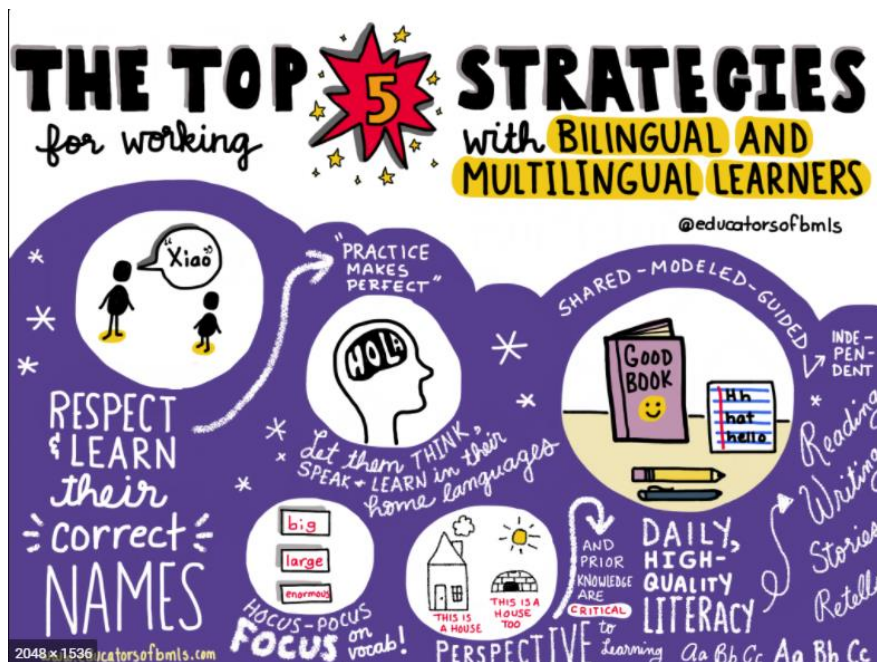 THE TOP 5 STRATEGIES
for working with BILINGUAL AND
MULTILINGUAL LEARNERS
@educatorsofbmls
"Xiao"
RESPECT
& LEARN
their
correct
NAMES
"PRACTICE
MAKES
PERFECT"
HOLA
Let them THINK,
SPEAK + LEARN in their
home languages
big
large
enormous
HOCUS-POCUS
FOCUS on
vocab!
THIS IS
A HOUSE
THIS IS A
HOUSE
TOO
PERSPECTIVE
AND
PRIOR
KNOWLEDGE
ARE
CRITICAL
to
Learning
SHARED-MODELED-GUIDED
INDE-
PEN-
DENT
GOOD
BOOK
Hh
hat
hello
DAILY,
HIGH-
QUALITY
LITERACY
Reading
Writing
Stories
Retell
Aa Bb Cc Aa Bb Cc
2048 × 1536
ucatorsofbmls.com